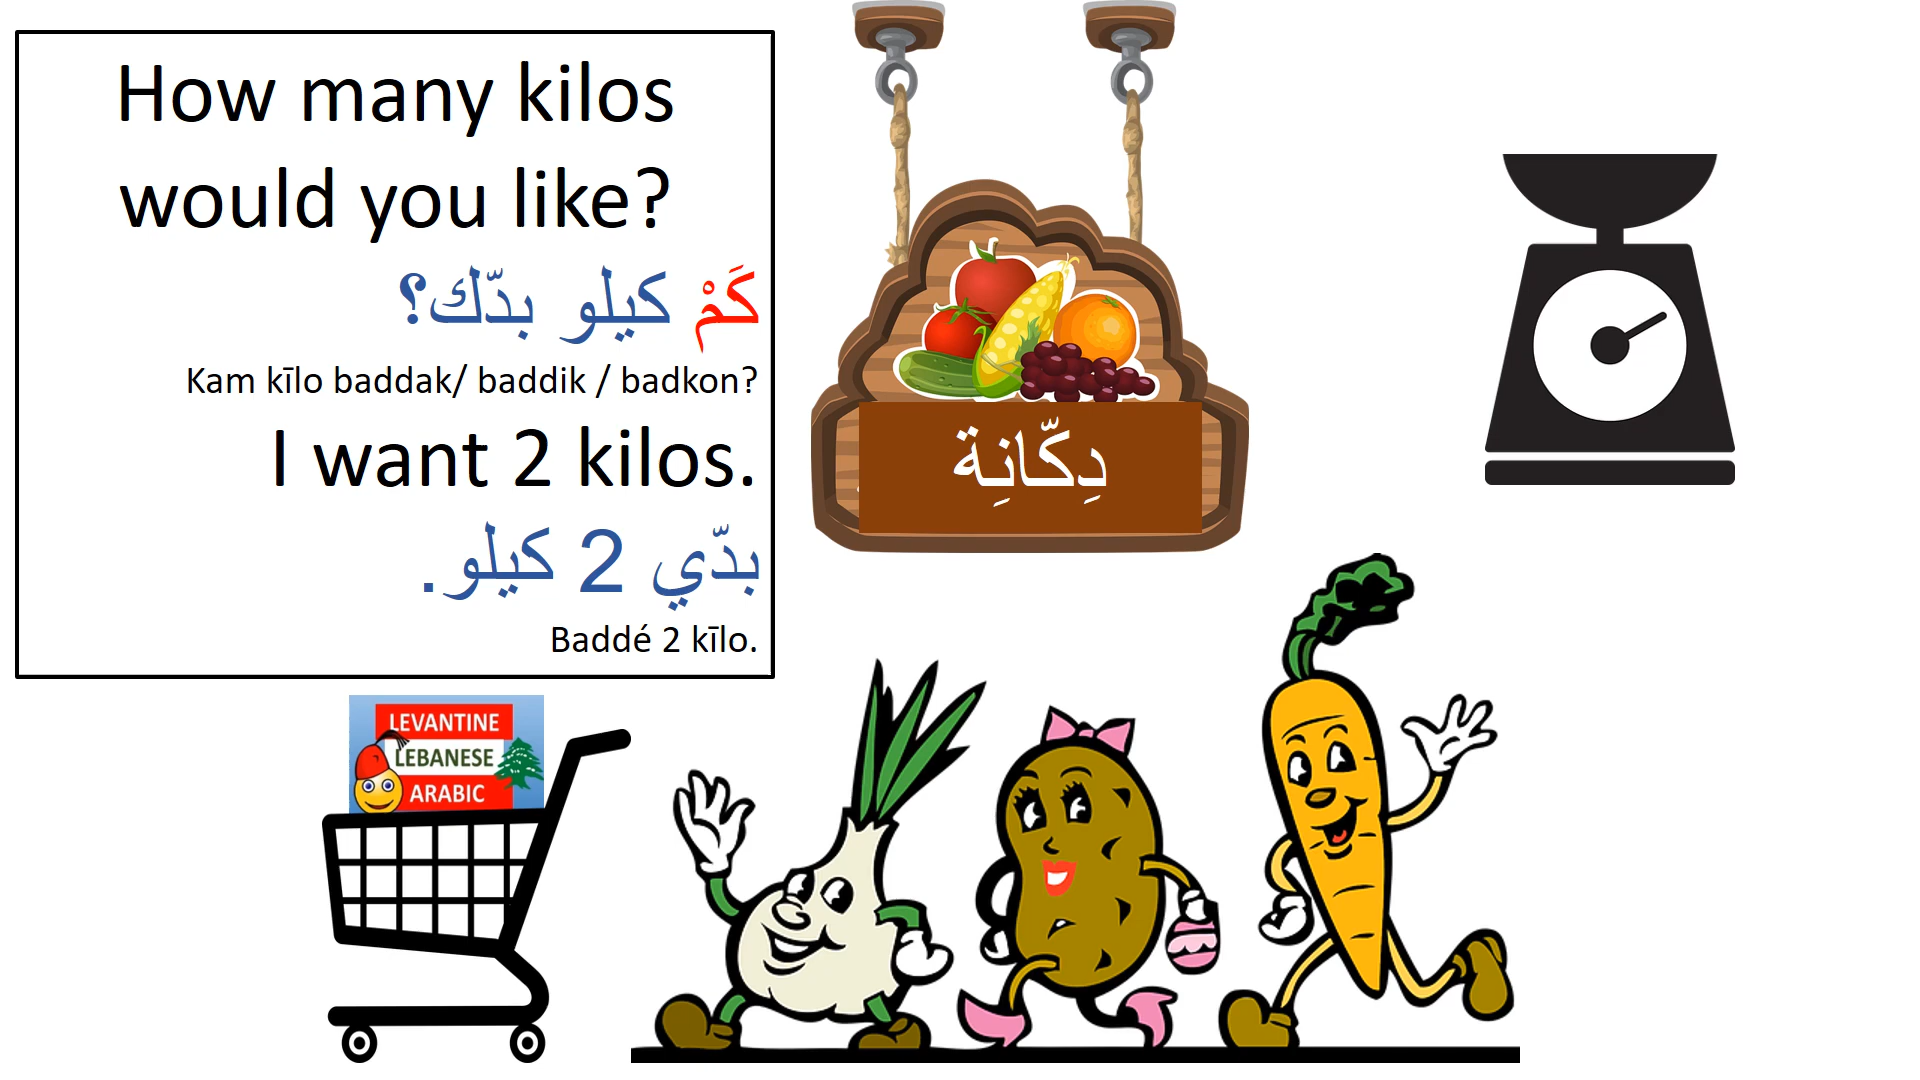 How many kilos
would you like?
كَمْ كيلو بدّك؟
Kam kīlo baddak/ baddik / badkon?
I want 2 kilos.
بدّي 2 كيلو.
Baddé 2 kīlo.
دِكّانِة
LEVANTINE
LEBANESE
ARABIC